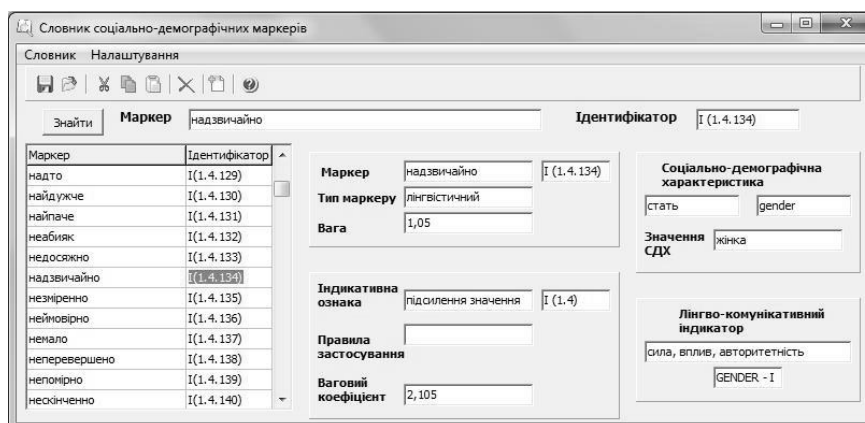 Словник соціально-демографічних маркерів
Словник Налаштування
Знайти Маркер надзвичайно Ідентифікатор I (1.4.134)
Маркер Ідентифікатор
надто I(1.4.129)
найдужче I(1.4.130)
найпаче I(1.4.131)
неабияк I(1.4.132)
недосяжно I(1.4.133)
надзвичайно I(1.4.134)
незміренно I(1.4.135)
неймовірно I(1.4.136)
немало I(1.4.137)
неперевершено I(1.4.138)
непомірно I(1.4.139)
нескінченно I(1.4.140)
Маркер надзвичайно I (1.4.134)
Тип маркеру лінгвістичний
Вага 1,05
Індикативна
ознака підсилення значення I (1.4)
Правила
застосування
Ваговий
коефіцієнт 2,105
Соціально-демографічна
характеристика
стать gender
Значення
СДХ жінка
Лінгво-комунікативний
індикатор
сила, вплив, авторитетність
GENDER - I